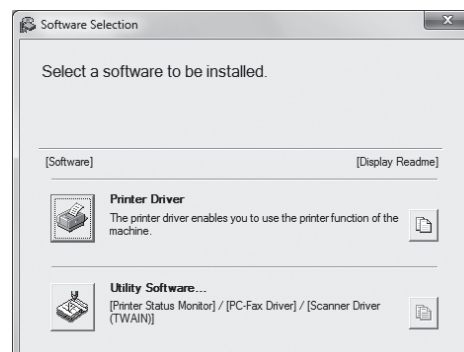 Software Selection
x
Select a software to be installed.
[Software] [Display Readme]
Printer Driver
The printer driver enables you to use the printer function of the
machine.
Utility Software...
[Printer Status Monitor] / [PC-Fax Driver] / [Scanner Driver
(TWAIN)]